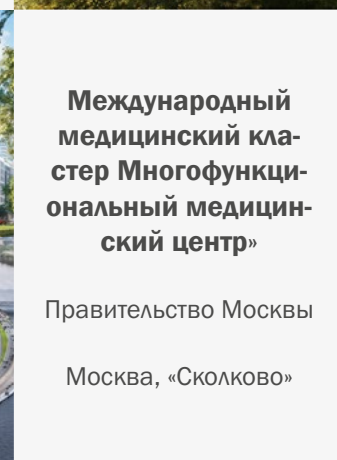 Международный
медицинский кла-
стер Многофункци-
ональный медицин-
ский центр»
Правительство Москвы
Москва, «Сколково»